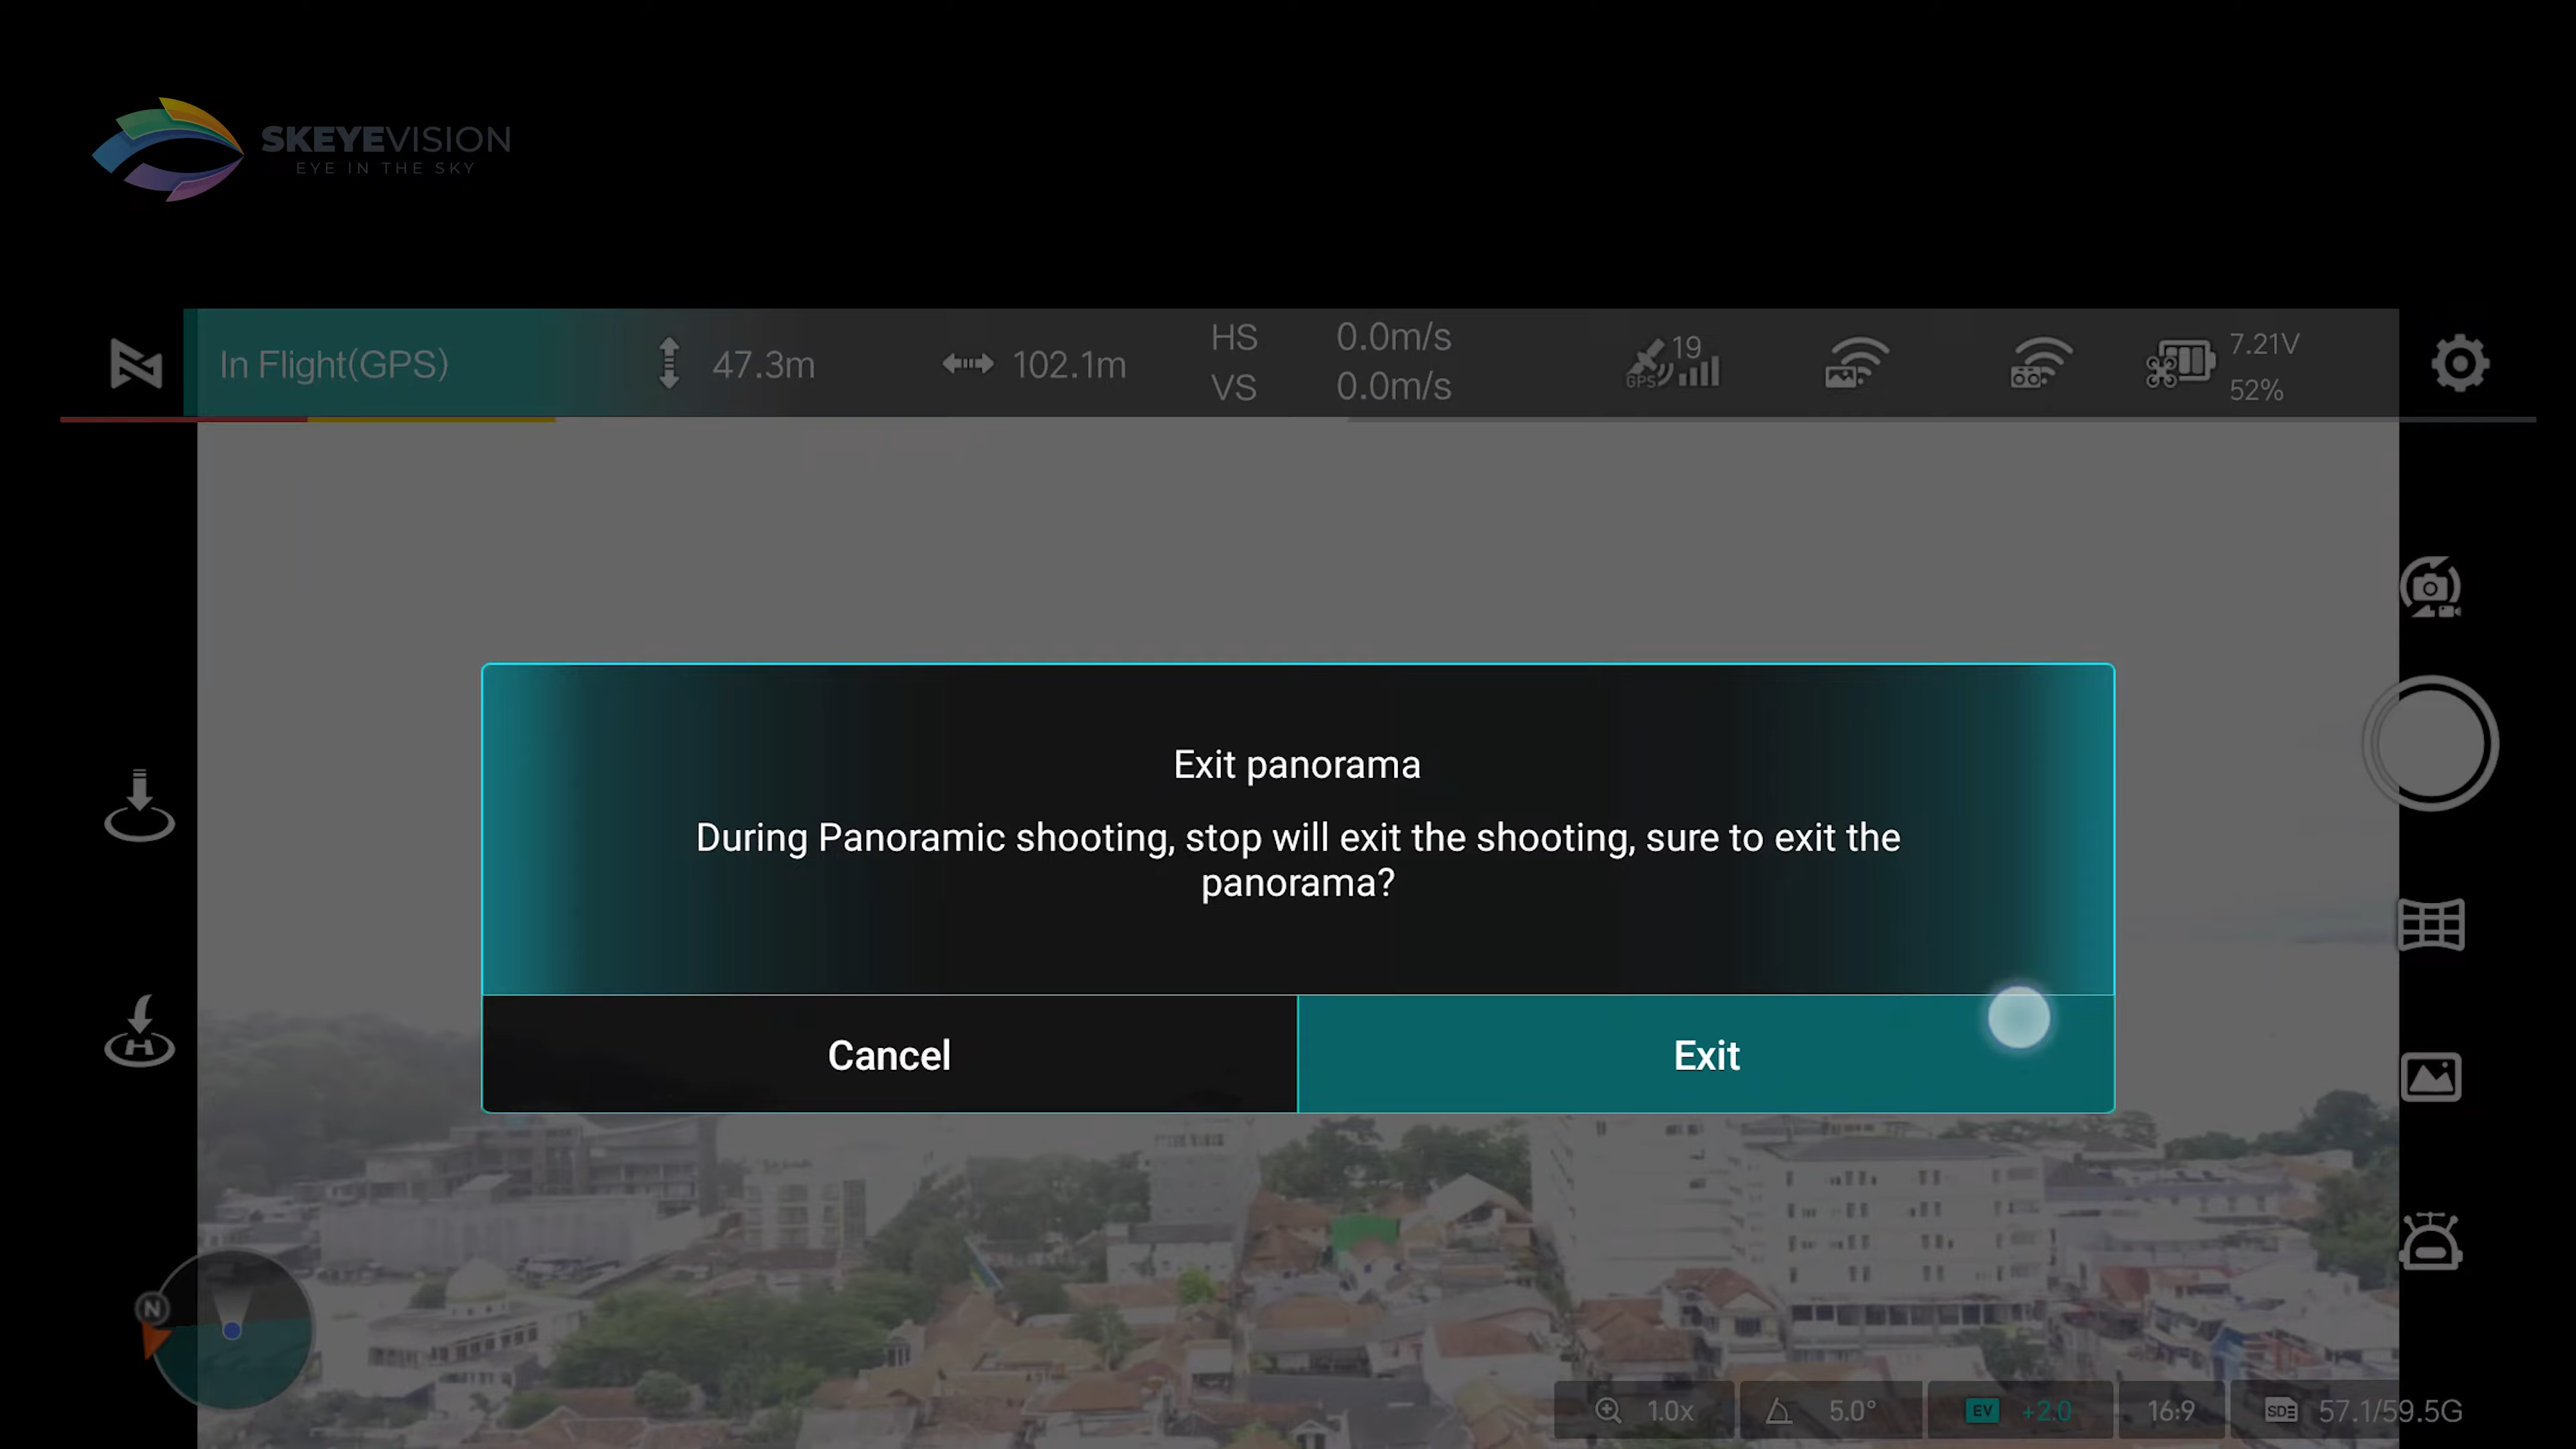 SKEYEVISION
EYE IN THE SKY
In Flight(GPS)
47.3m
102.1m
HS 0.0m/s
VS 0.0m/s
19
GPS
7.21V
52%
Exit panorama
During Panoramic shooting, stop will exit the shooting, sure to exit the
panorama?
Cancel
Exit
H
N
1.0x
5.0°
EV +2.0
16:9
SD 57.1/59.5G